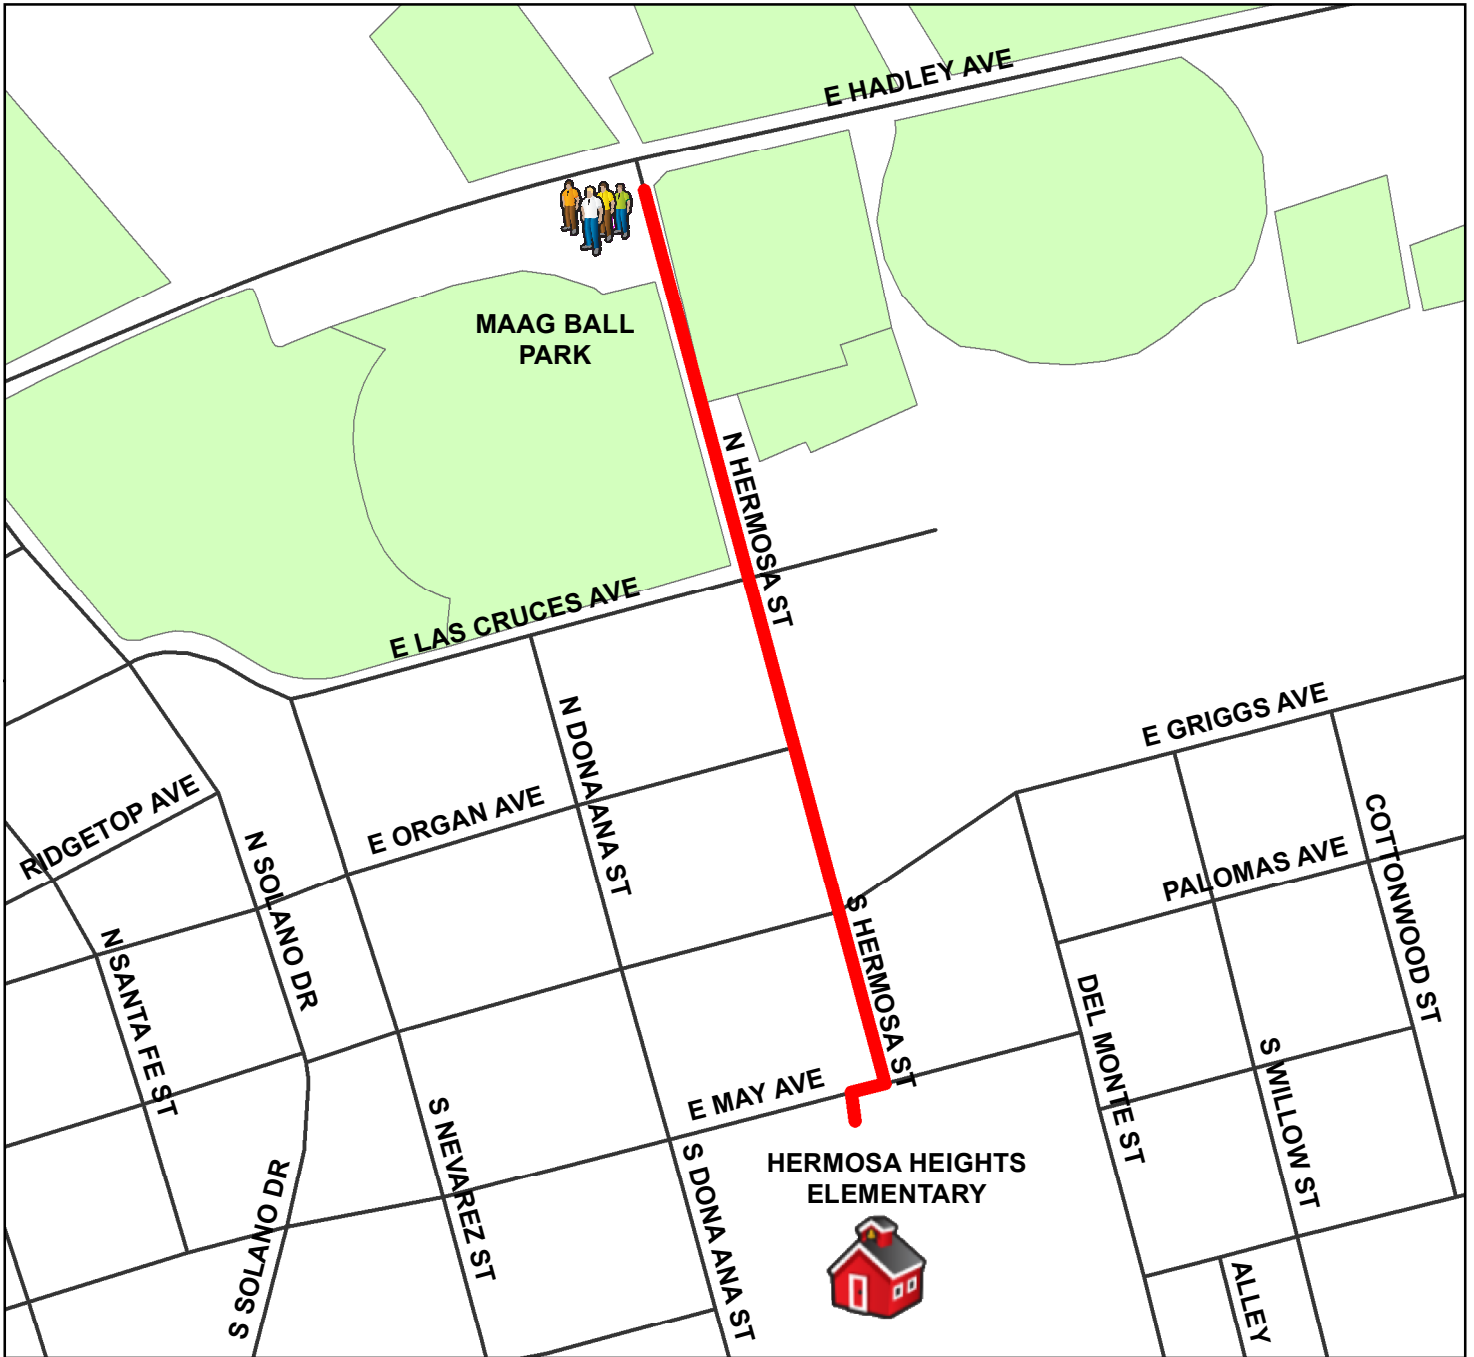 E HADLEY AVE
MAAG BALL
PARK
N HERMOSA ST
E LAS CRUCES AVE
N DONA ANA ST
E GRIGGS AVE
RIDGETOP AVE
E ORGAN AVE
COTTONWOOD ST
N SOLANO DR
PALOMAS AVE
S HERMOSA ST
N SANTA FE ST
DEL MONTE ST
S WILLOW ST
E MAY AVE
S NEVAREZ ST
S DONA ANA ST
HERMOSA HEIGHTS
ELEMENTARY
S SOLANO DR
ALLEY